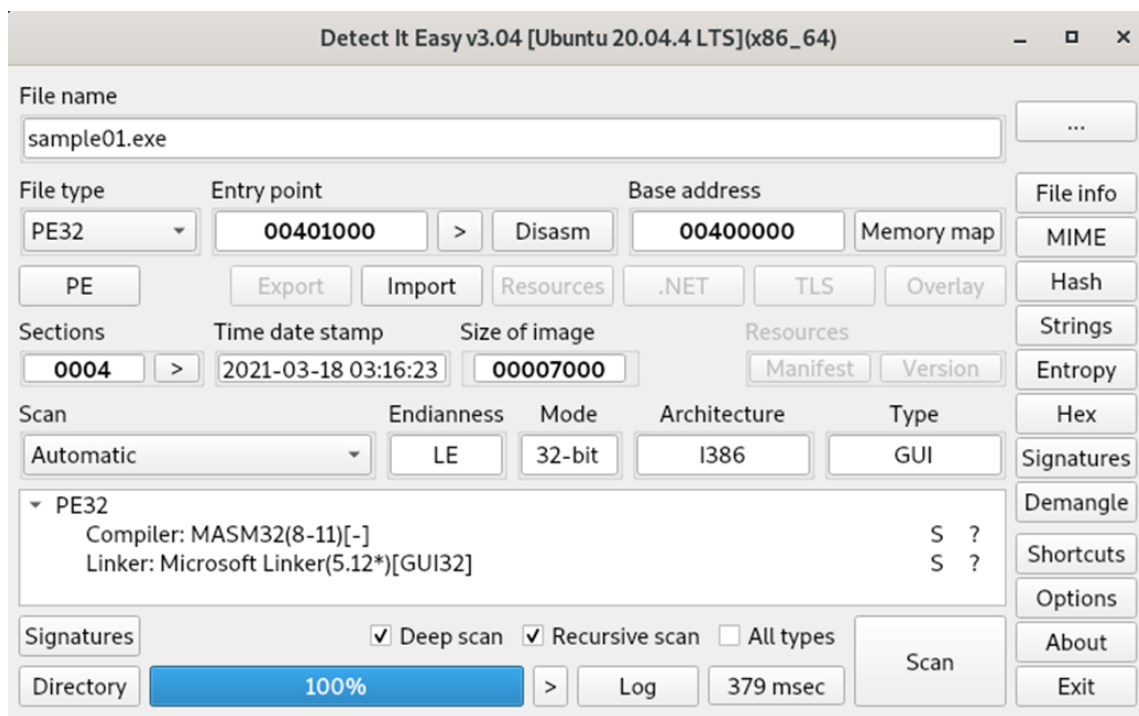 Detect It Easy v3.04 [Ubuntu 20.04.4 LTS](x86_64)
File name
sample01.exe
...
File type Entry point Base address
PE32 00401000 > Disasm 00400000 Memory map
File info
MIME
PE Export Import Resources .NET TLS Overlay
Hash
Sections Time date stamp Size of image Resources
Strings
0004 > 2021-03-18 03:16:23 00007000 Manifest Version
Entropy
Scan Endianness Mode Architecture Type
Hex
Automatic LE 32-bit I386 GUI
Signatures
PE32
Demangle
Compiler: MASM32(8-11)[-] S ?
Linker: Microsoft Linker(5.12*)[GUI32] S ?
Shortcuts
Options
Signatures Deep scan Recursive scan All types
Scan
About
Directory 100% > Log 379 msec
Exit